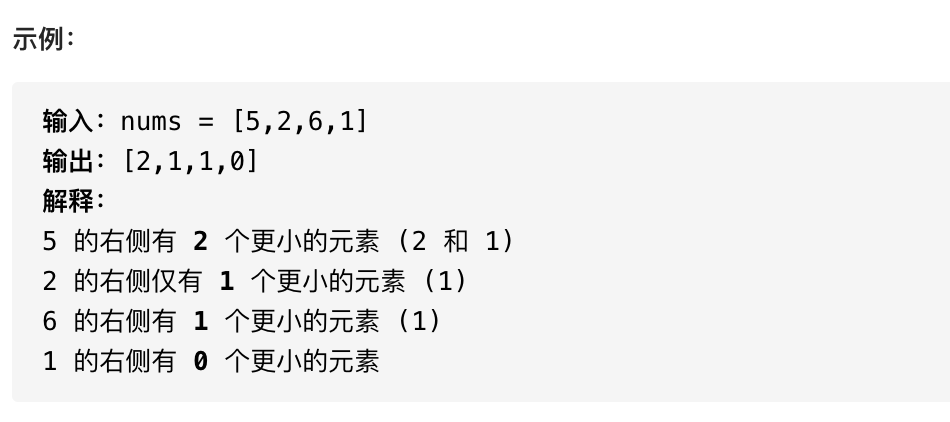 示例：
输入：nums = [5,2,6,1]
输出：[2,1,1,0]
解释：
5 的右侧有 2 个更小的元素 (2 和 1)
2 的右侧仅有 1 个更小的元素 (1)
6 的右侧有 1 个更小的元素 (1)
1 的右侧有 0 个更小的元素